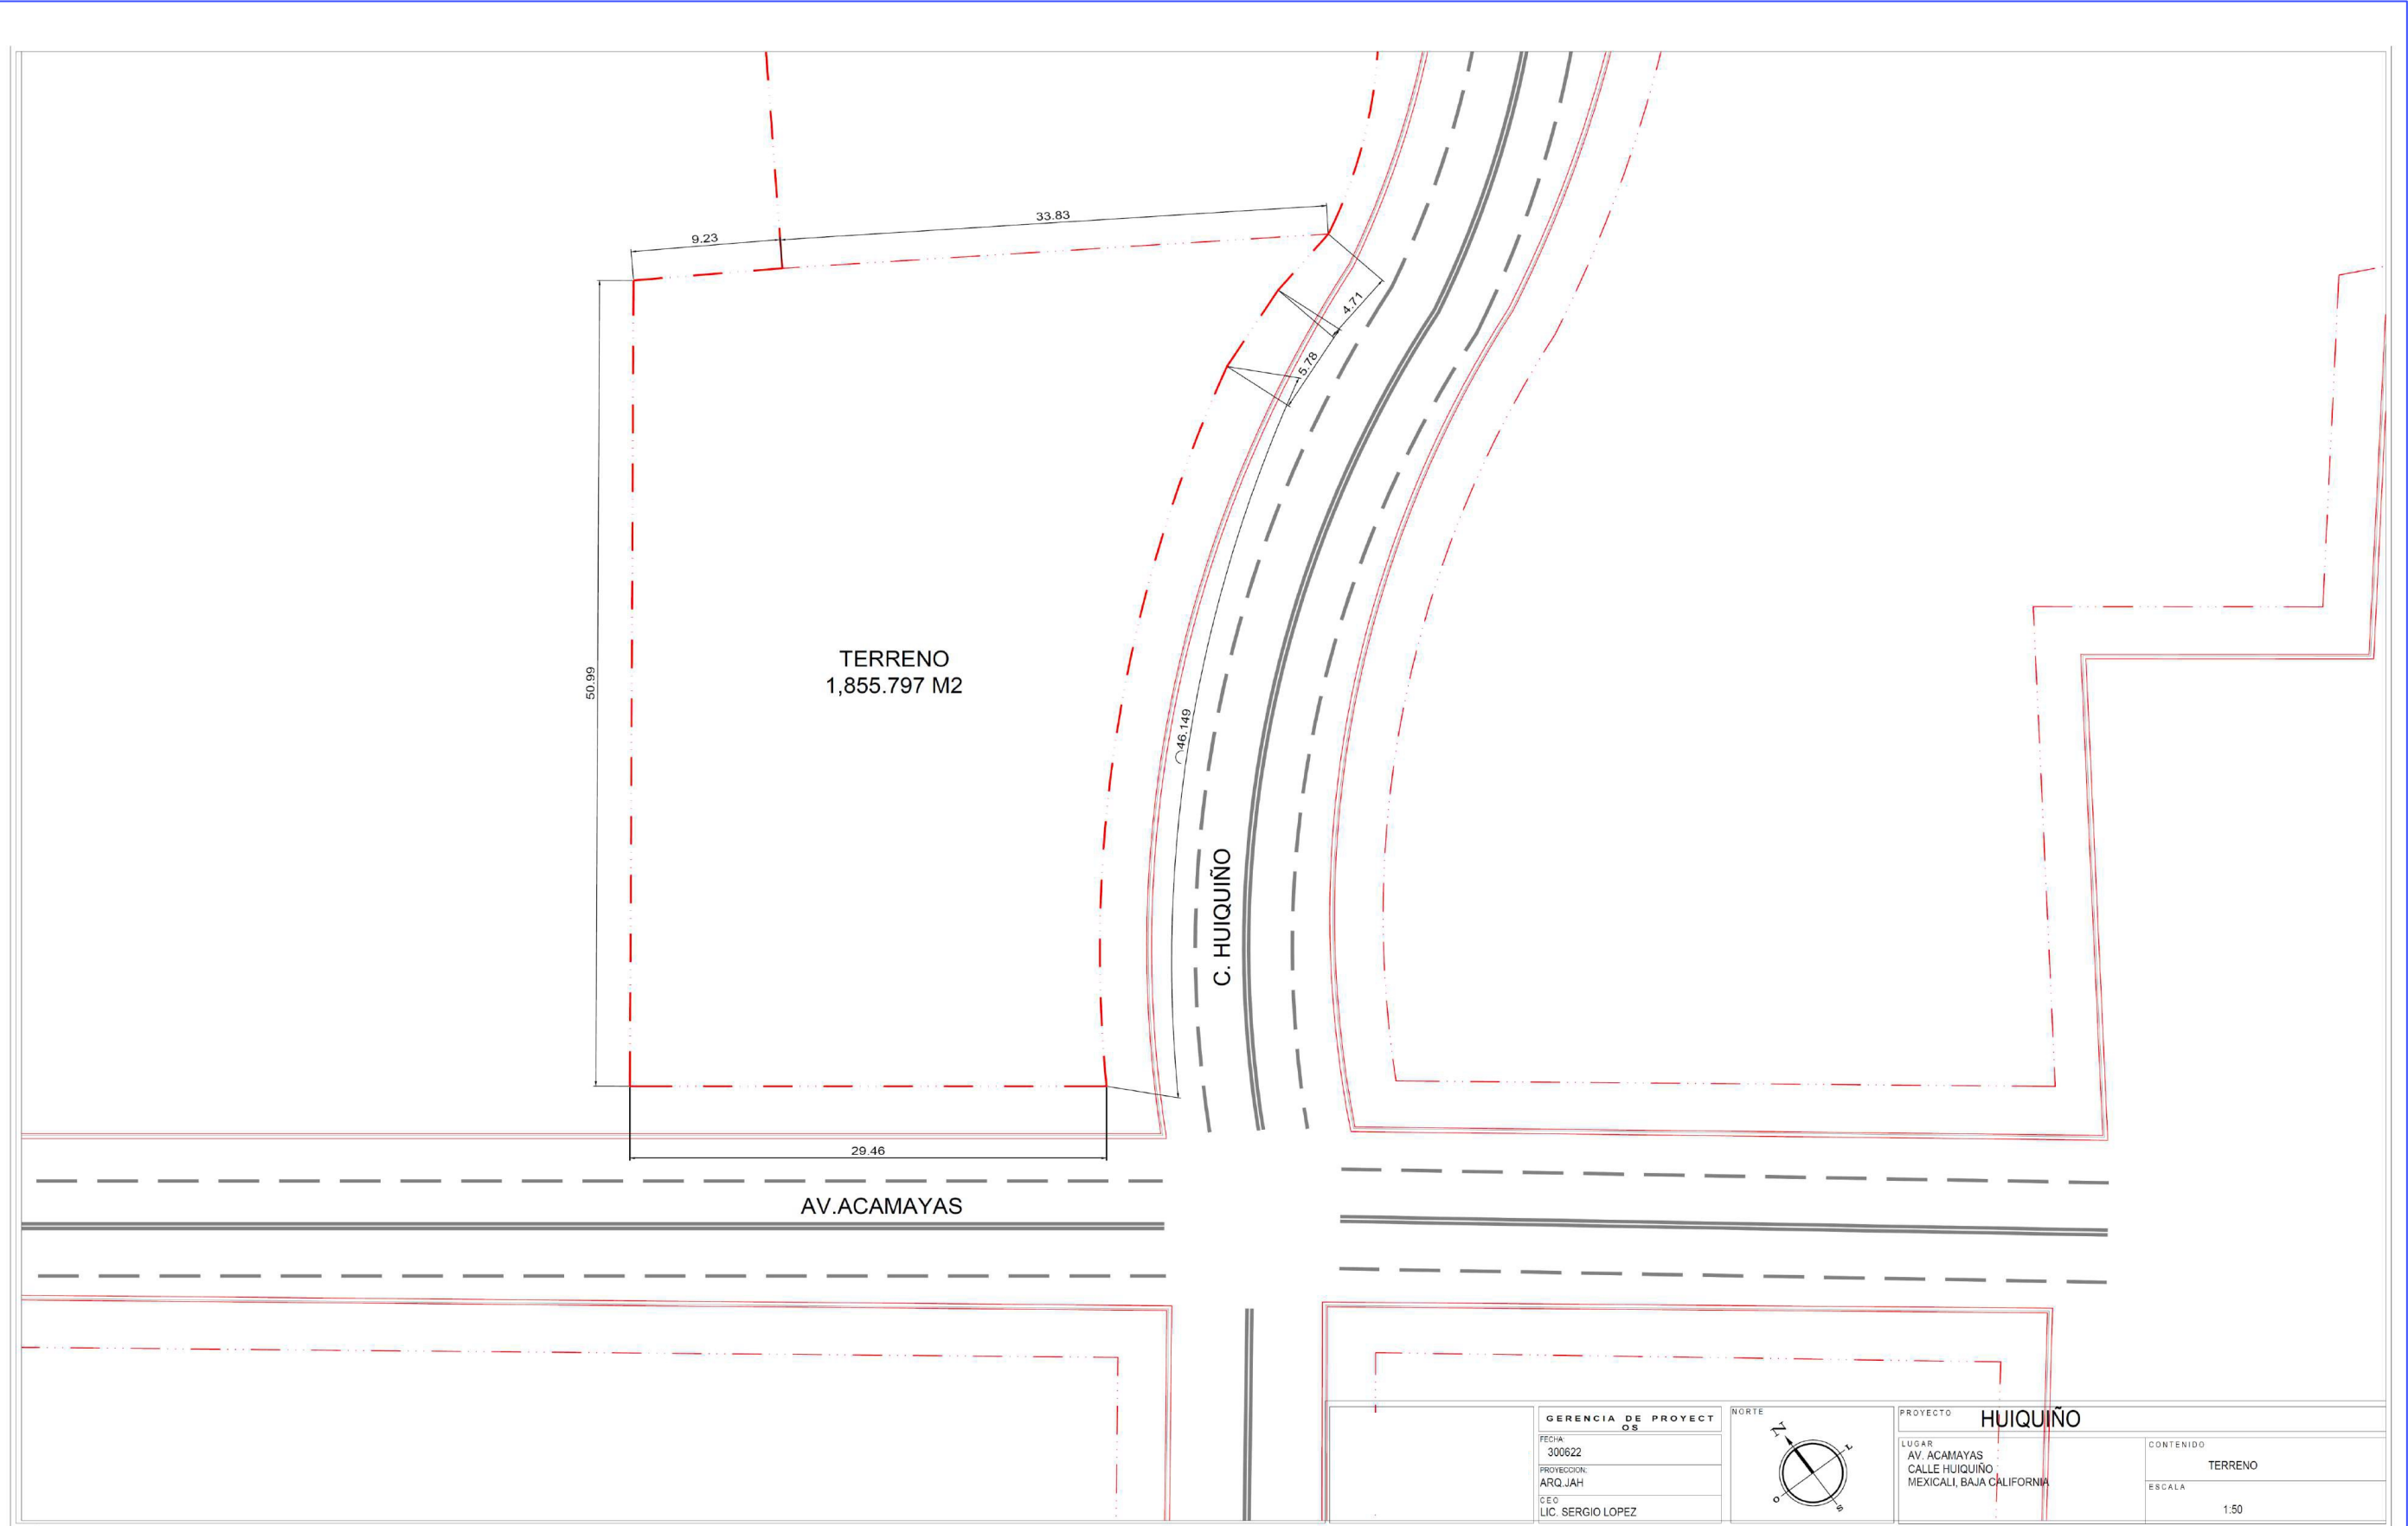 33.83
9.23
4.71
5.78
TERRENO
1,855.797 M2
50.99
46.149
C. HUIQUIÑO
29.46
AV.ACAMAYAS
GERENCIA DE PROYECT
OS
FECHA:
300622
PROYECCION:
ARQ.JAH
CEO
LIC. SERGIO LOPEZ
NORTE
N
L
O
S
PROYECTO
HUIQUIÑO
LUGAR
AV. ACAMAYAS
CALLE HUIQUIÑO
MEXICALI, BAJA CALIFORNIA
CONTENIDO
TERRENO
ESCALA
1:50